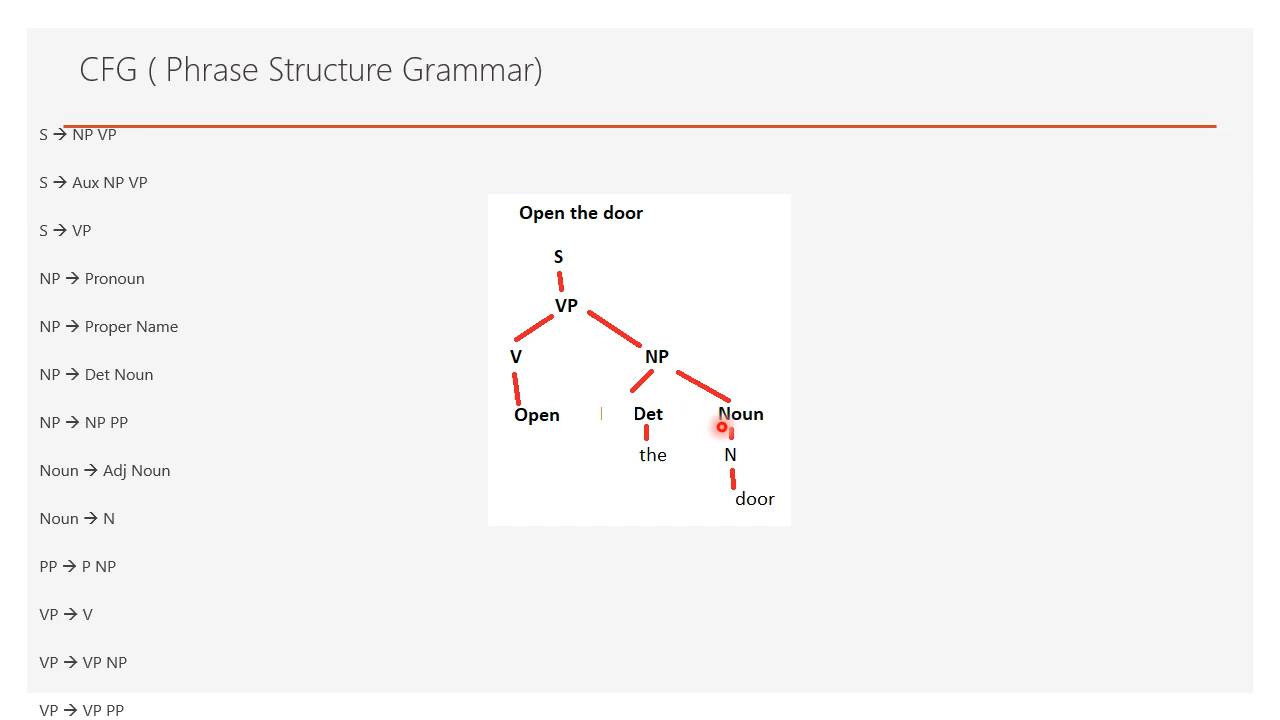 CFG ( Phrase Structure Grammar)
S → NP VP
S → Aux NP VP
S → VP
NP → Pronoun
NP → Proper Name
NP → Det Noun
NP → NP PP
Noun → Adj Noun
Noun → N
PP → P NP
VP → V
VP → VP NP
VP → VP PP
Open the door
S
VP
V NP
Open Det Noun
the N
door